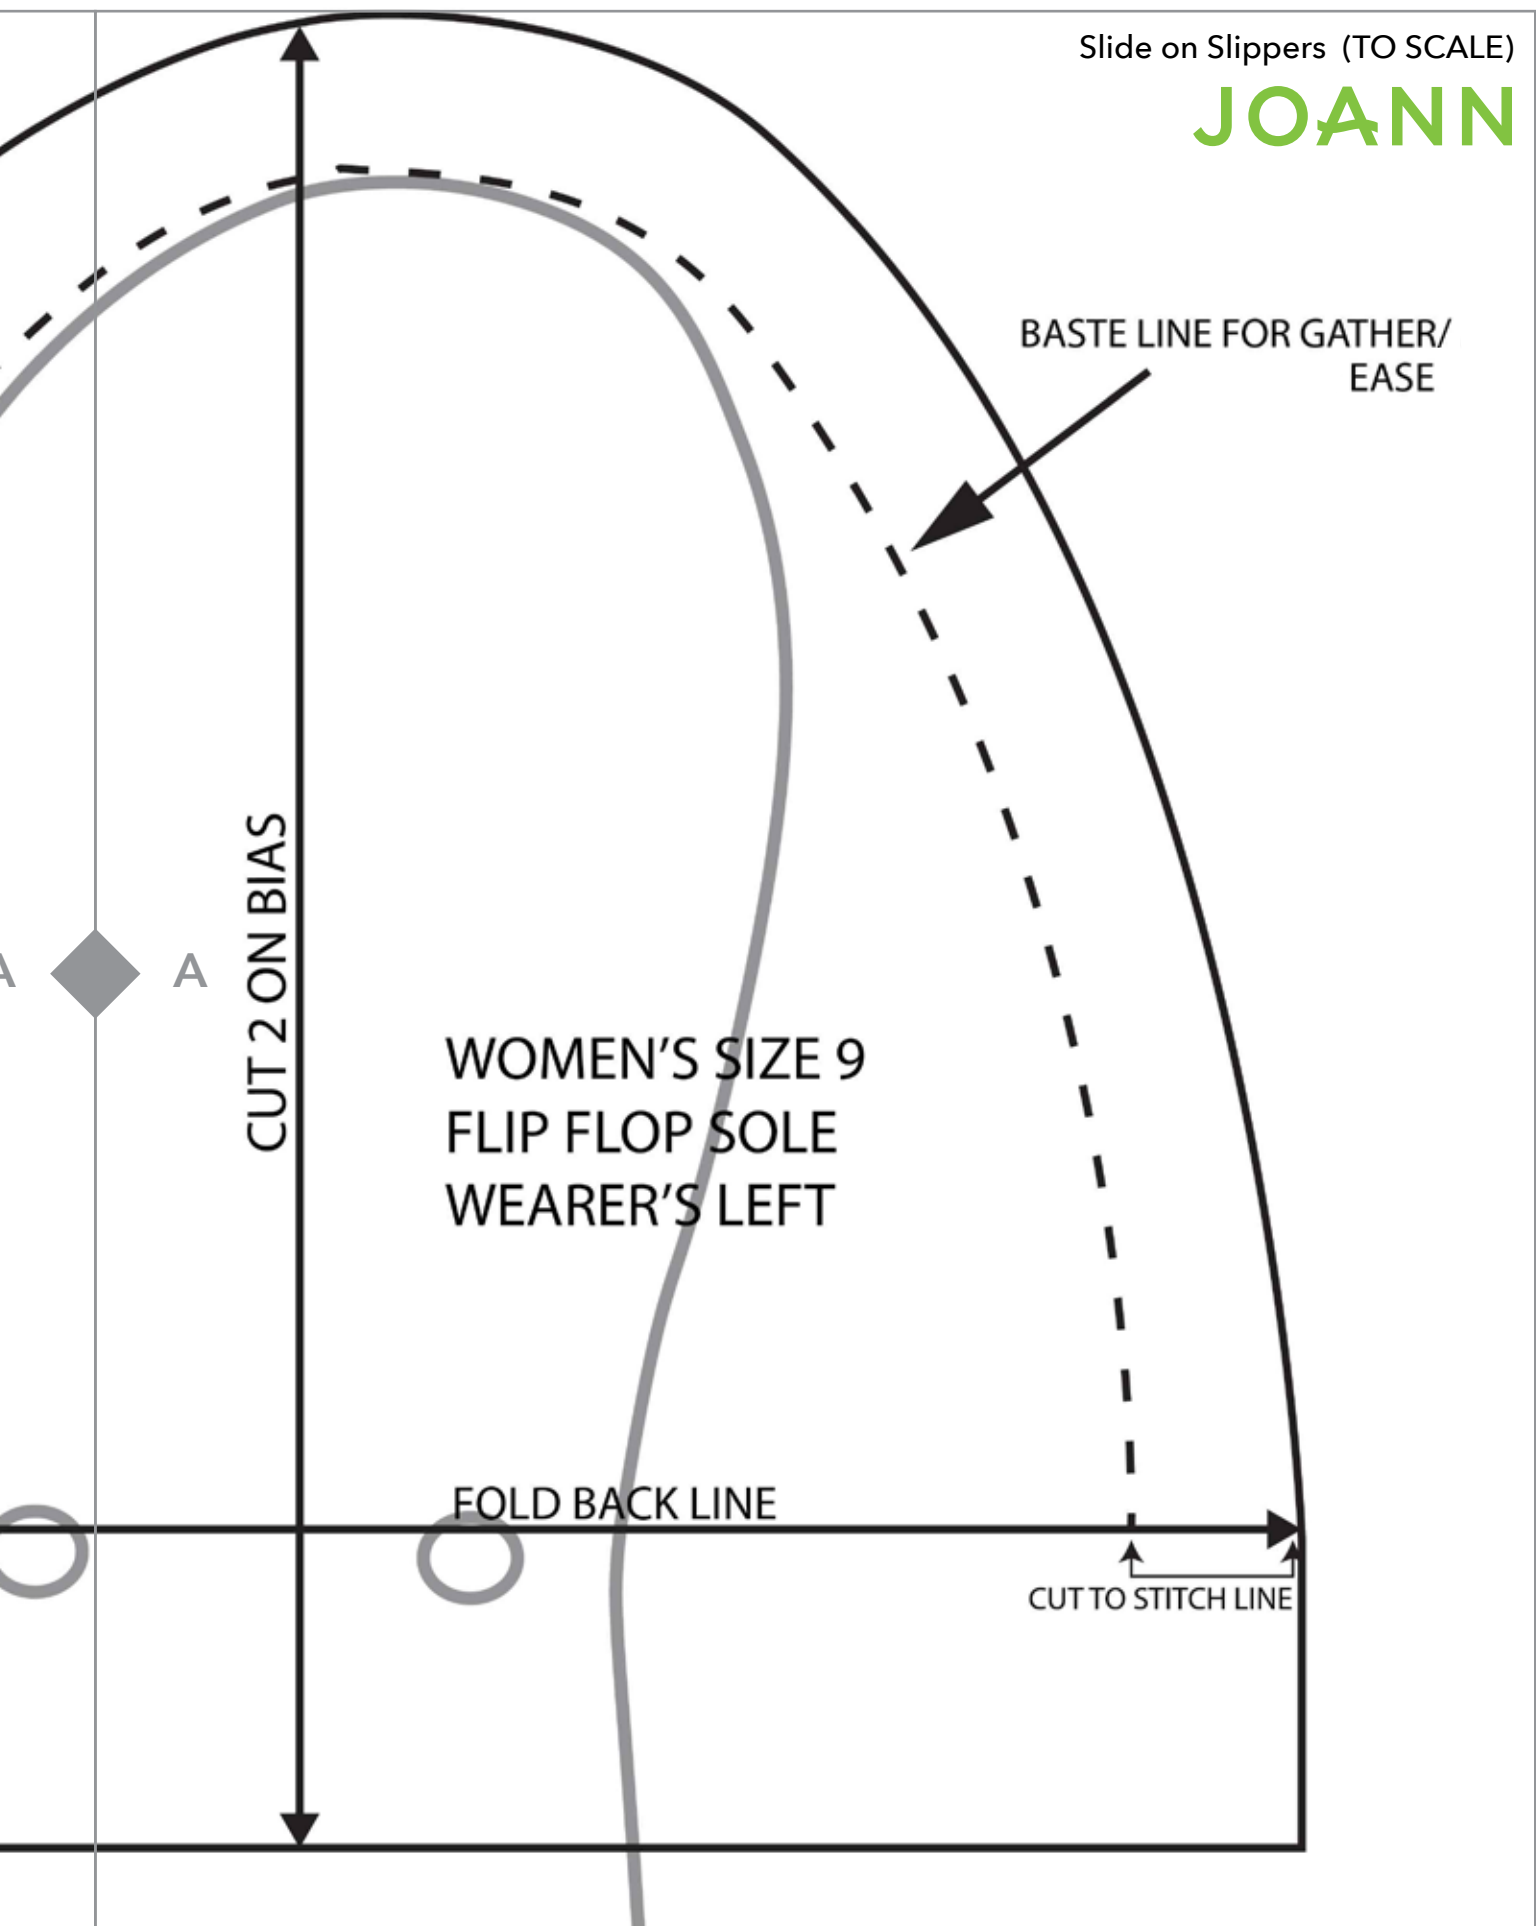 Slide on Slippers (TO SCALE)
JOANN
BASTE LINE FOR GATHER/
EASE
CUT 2 ON BIAS
A
A
WOMEN’S SIZE 9
FLIP FLOP SOLE
WEARER’S LEFT
FOLD BACK LINE
CUT TO STITCH LINE